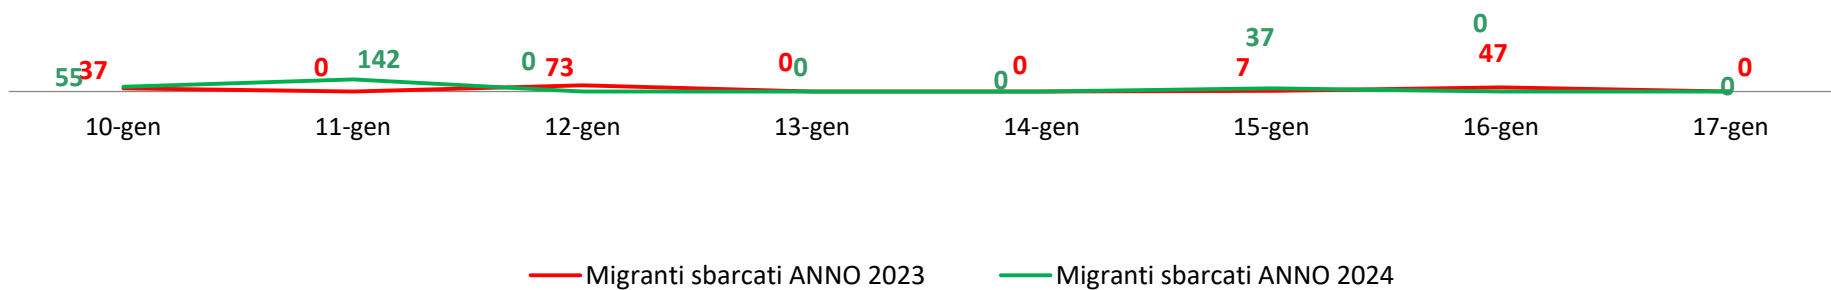 55 37 0 142 0 73 0 0 0 0 37 7 0 47 0 0
10-gen 11-gen 12-gen 13-gen 14-gen 15-gen 16-gen 17-gen
Migranti sbarcati ANNO 2023 Migranti sbarcati ANNO 2024